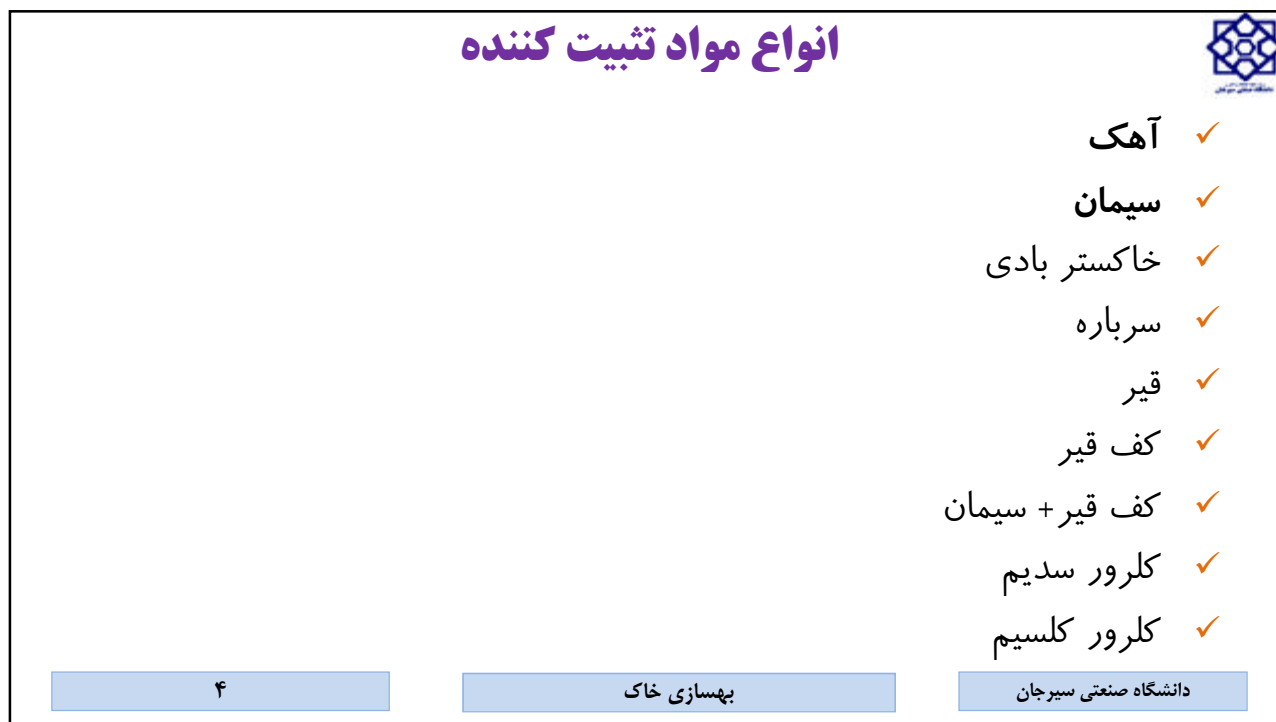 انواع مواد تثبیت کننده
آهک
سیمان
خاکستر بادی
سرباره
قیر
کف قیر
کف قیر + سیمان
کلرور سدیم
کلرور کلسیم
دانشگاه صنعتی سیرجان
بهسازی خاک
۴